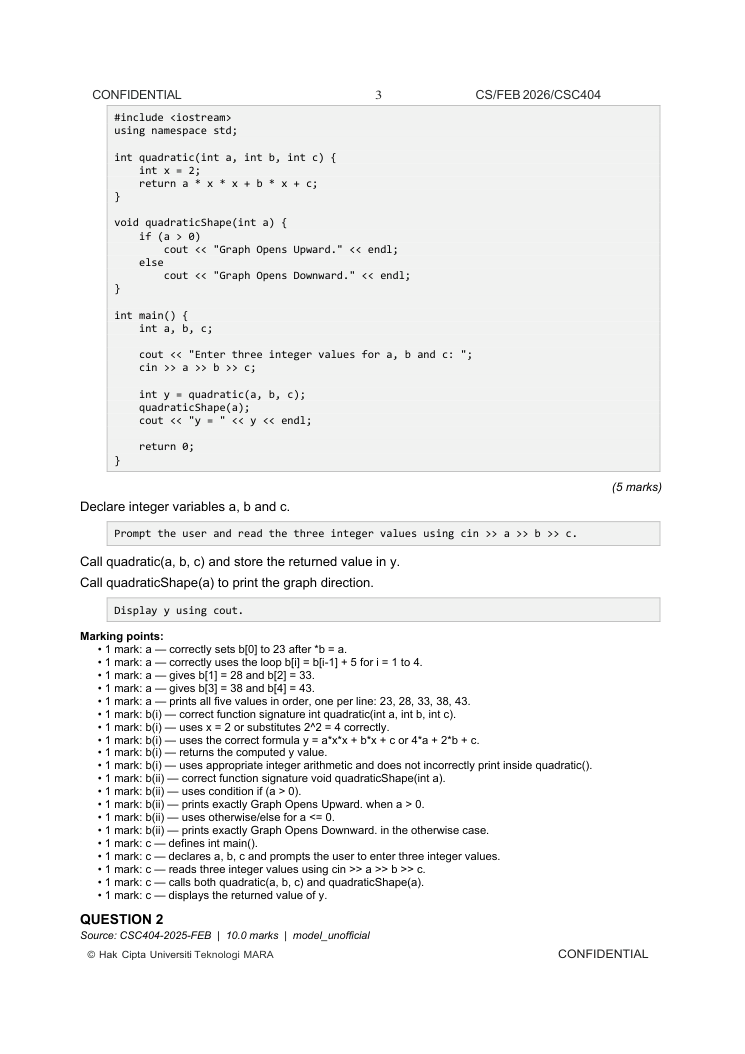 CONFIDENTIAL 3 CS/FEB 2026/CSC404
#include <iostream>
using namespace std;
int quadratic(int a, int b, int c) {
    int x = 2;
    return a * x * x + b * x + c;
}
void quadraticShape(int a) {
    if (a > 0)
        cout << "Graph Opens Upward." << endl;
    else
        cout << "Graph Opens Downward." << endl;
}
int main() {
    int a, b, c;
    cout << "Enter three integer values for a, b and c: ";
    cin >> a >> b >> c;
    int y = quadratic(a, b, c);
    quadraticShape(a);
    cout << "y = " << y << endl;
    return 0;
}
(5 marks)
Declare integer variables a, b and c.
Prompt the user and read the three integer values using cin >> a >> b >> c.
Call quadratic(a, b, c) and store the returned value in y.
Call quadraticShape(a) to print the graph direction.
Display y using cout.
Marking points:
• 1 mark: a — correctly sets b[0] to 23 after *b = a.
• 1 mark: a — correctly uses the loop b[i] = b[i-1] + 5 for i = 1 to 4.
• 1 mark: a — gives b[1] = 28 and b[2] = 33.
• 1 mark: a — gives b[3] = 38 and b[4] = 43.
• 1 mark: a — prints all five values in order, one per line: 23, 28, 33, 38, 43.
• 1 mark: b(i) — correct function signature int quadratic(int a, int b, int c).
• 1 mark: b(i) — uses x = 2 or substitutes 2^2 = 4 correctly.
• 1 mark: b(i) — uses the correct formula y = a*x*x + b*x + c or 4*a + 2*b + c.
• 1 mark: b(i) — returns the computed y value.
• 1 mark: b(i) — uses appropriate integer arithmetic and does not incorrectly print inside quadratic().
• 1 mark: b(ii) — correct function signature void quadraticShape(int a).
• 1 mark: b(ii) — uses condition if (a > 0).
• 1 mark: b(ii) — prints exactly Graph Opens Upward. when a > 0.
• 1 mark: b(ii) — uses otherwise/else for a <= 0.
• 1 mark: b(ii) — prints exactly Graph Opens Downward. in the otherwise case.
• 1 mark: c — defines int main().
• 1 mark: c — declares a, b, c and prompts the user to enter three integer values.
• 1 mark: c — reads three integer values using cin >> a >> b >> c.
• 1 mark: c — calls both quadratic(a, b, c) and quadraticShape(a).
• 1 mark: c — displays the returned value of y.
QUESTION 2
Source: CSC404-2025-FEB | 10.0 marks | model_unofficial
© Hak Cipta Universiti Teknologi MARA CONFIDENTIAL